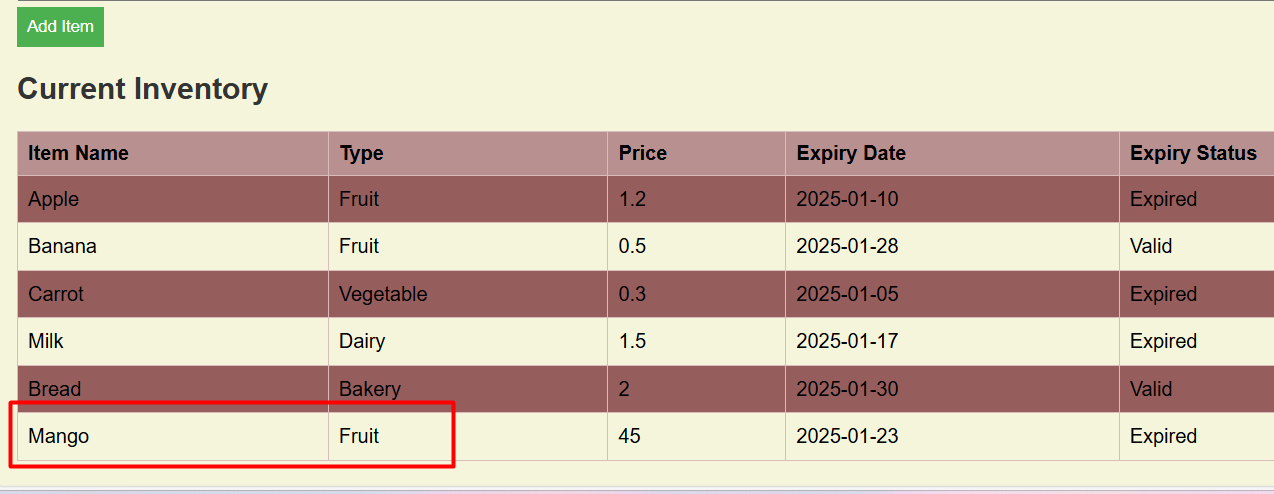 Add Item
Current Inventory
Item Name Type Price Expiry Date Expiry Status
Apple Fruit 1.2 2025-01-10 Expired
Banana Fruit 0.5 2025-01-28 Valid
Carrot Vegetable 0.3 2025-01-05 Expired
Milk Dairy 1.5 2025-01-17 Expired
Bread Bakery 2 2025-01-30 Valid
Mango Fruit 45 2025-01-23 Expired